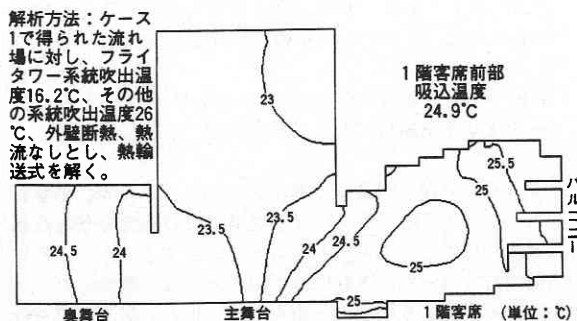 解析方法：ケース
1で得られた流れ
場に対し、フライ
タワー系統吹出温
度16.2℃、その他
の系統吹出温度26
℃、外壁断熱、熱
流なしとし、熱輸
送式を解く。
1階客席前部
吸込温度
24.9℃
23
25.5
25
バルコニー
23.5
23.5
24.5
24.5
24
24
25
25
奥舞台
主舞台
1階客席 (単位：℃)